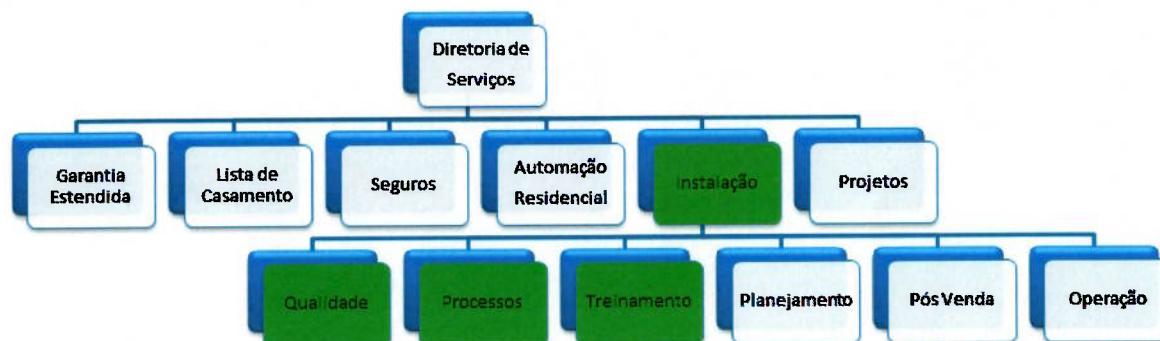 Diretoria de
Serviços
Garantia
Estendida
Lista de
Casamento
Seguros
Automação
Residencial
Instalação
Projetos
Qualidade
Processos
Treinamento
Planejamento
Pós Venda
Operação